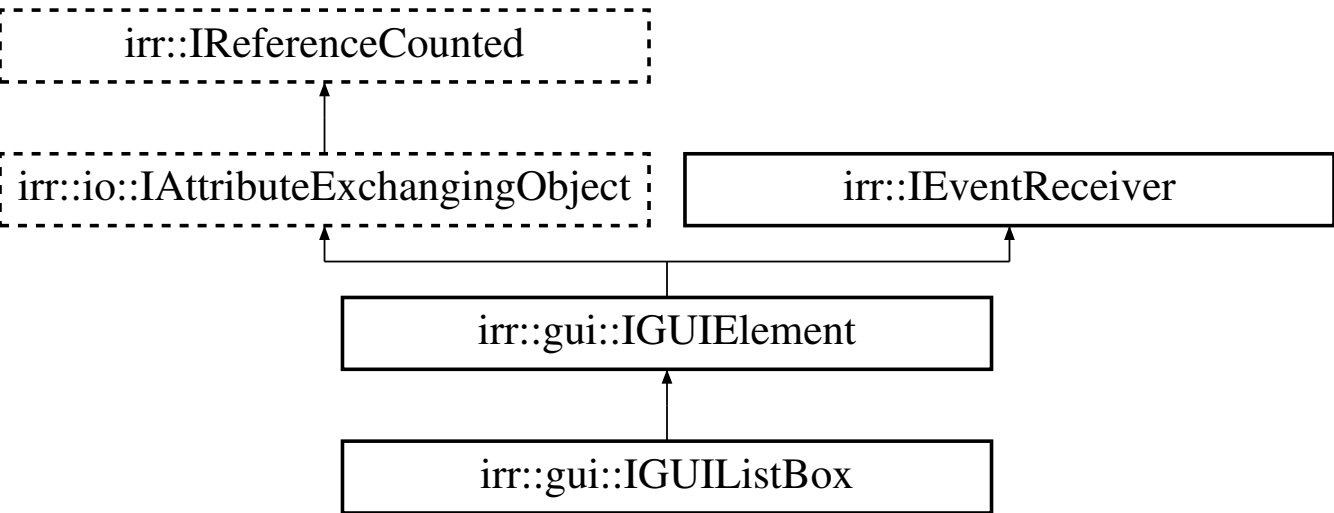 irr::IReferenceCounted
irr::io::IAttributeExchangingObject
irr::IEventReceiver
irr::gui::IGUIElement
irr::gui::IGUIListBox